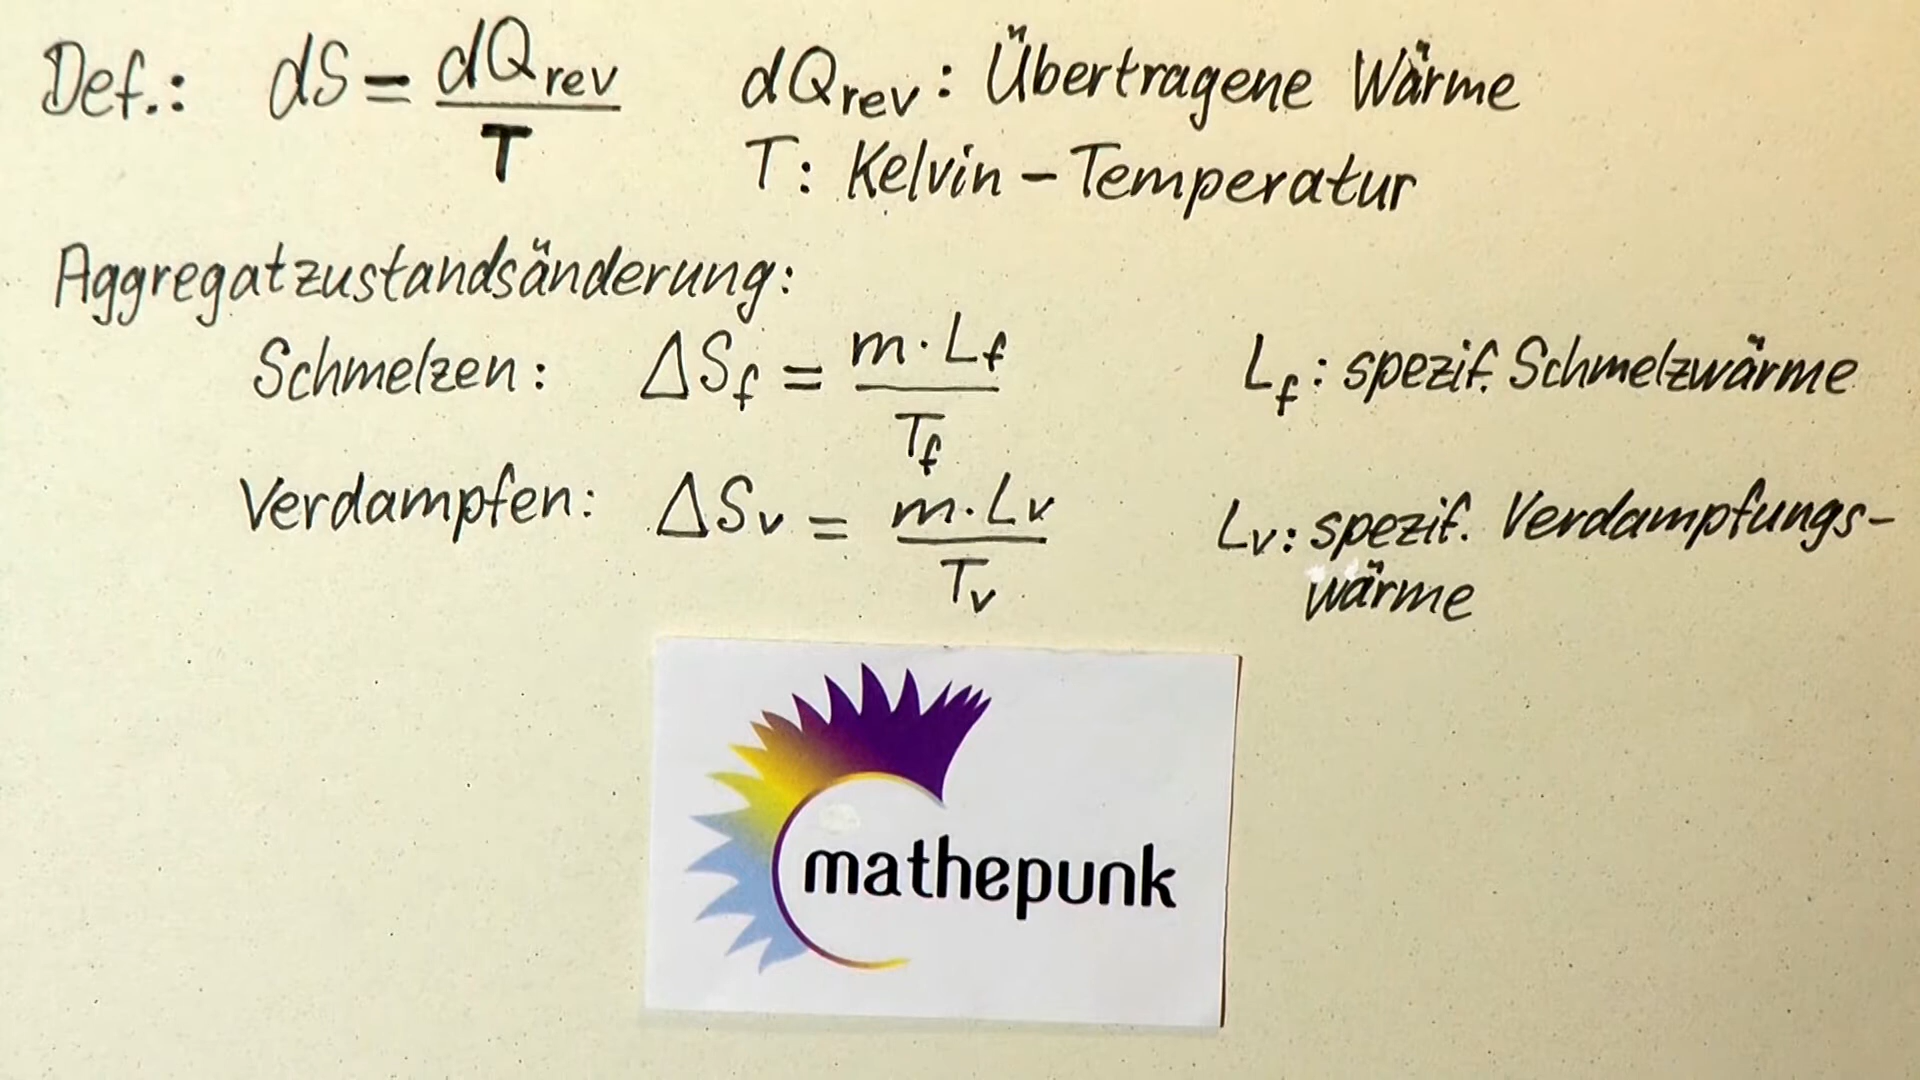 Def.: dS = dQrev / T dQrev: Übertragene Wärme
T: Kelvin-Temperatur
Aggregatzustandsänderung:
Schmelzen: ΔSf = m·Lf / Tf Lf: spezif. Schmelzwärme
Verdampfen: ΔSv = m·Lv / Tv Lv: spezif. Verdampfungs-
wärme
mathepunk